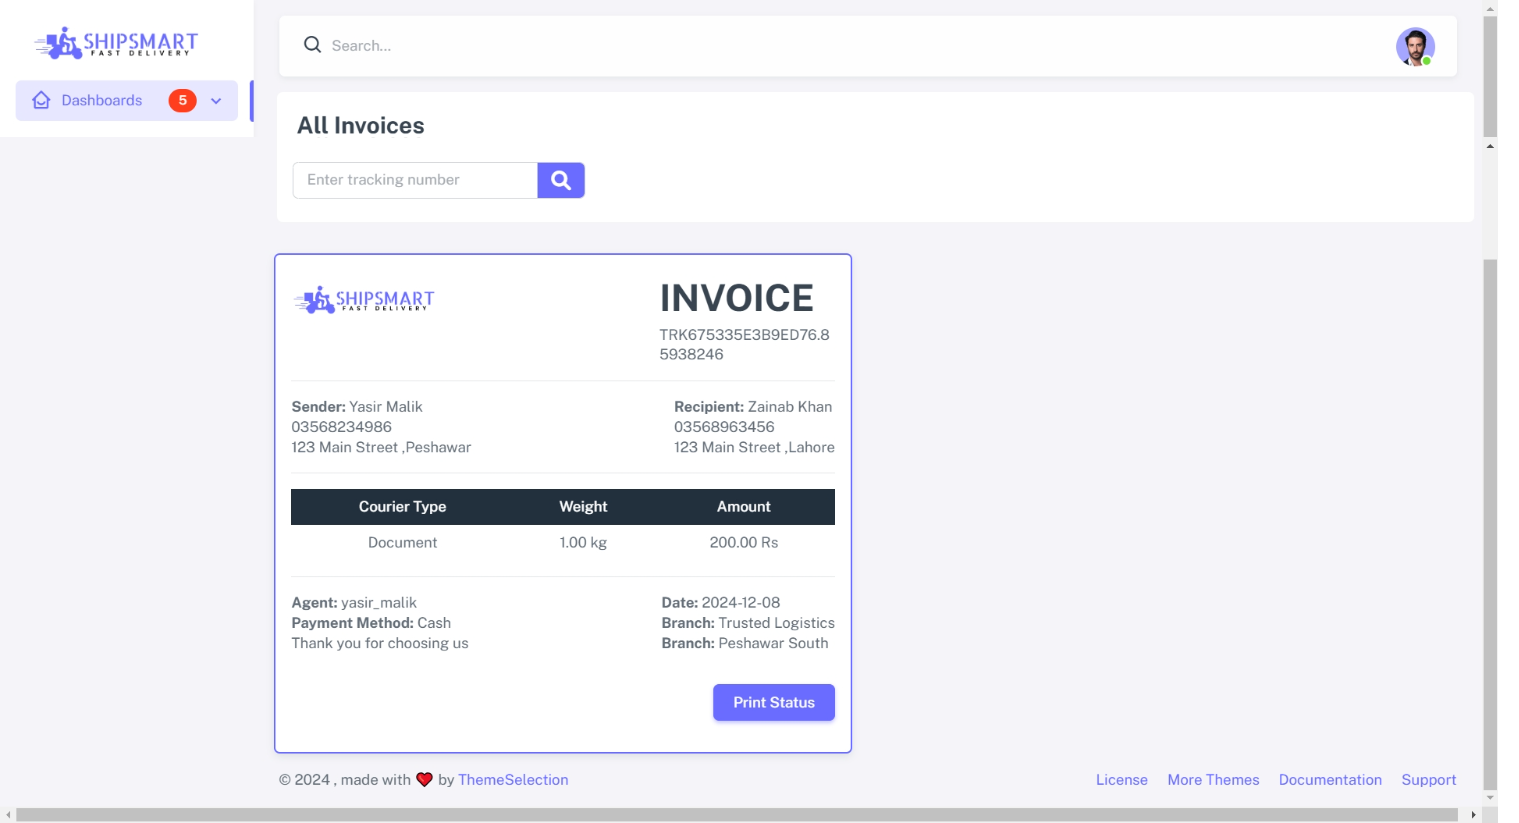 SHIPSMART
FAST DELIVERY
Dashboards 5
Search...
All Invoices
Enter tracking number
SHIPSMART
FAST DELIVERY
INVOICE
TRK675335E3B9ED76.8
5938246
Sender: Yasir Malik
03568234986
123 Main Street ,Peshawar
Recipient: Zainab Khan
03568963456
123 Main Street ,Lahore
Courier Type Weight Amount
Document 1.00 kg 200.00 Rs
Agent: yasir_malik
Payment Method: Cash
Thank you for choosing us
Date: 2024-12-08
Branch: Trusted Logistics
Branch: Peshawar South
Print Status
© 2024 , made with ❤️ by ThemeSelection
License More Themes Documentation Support